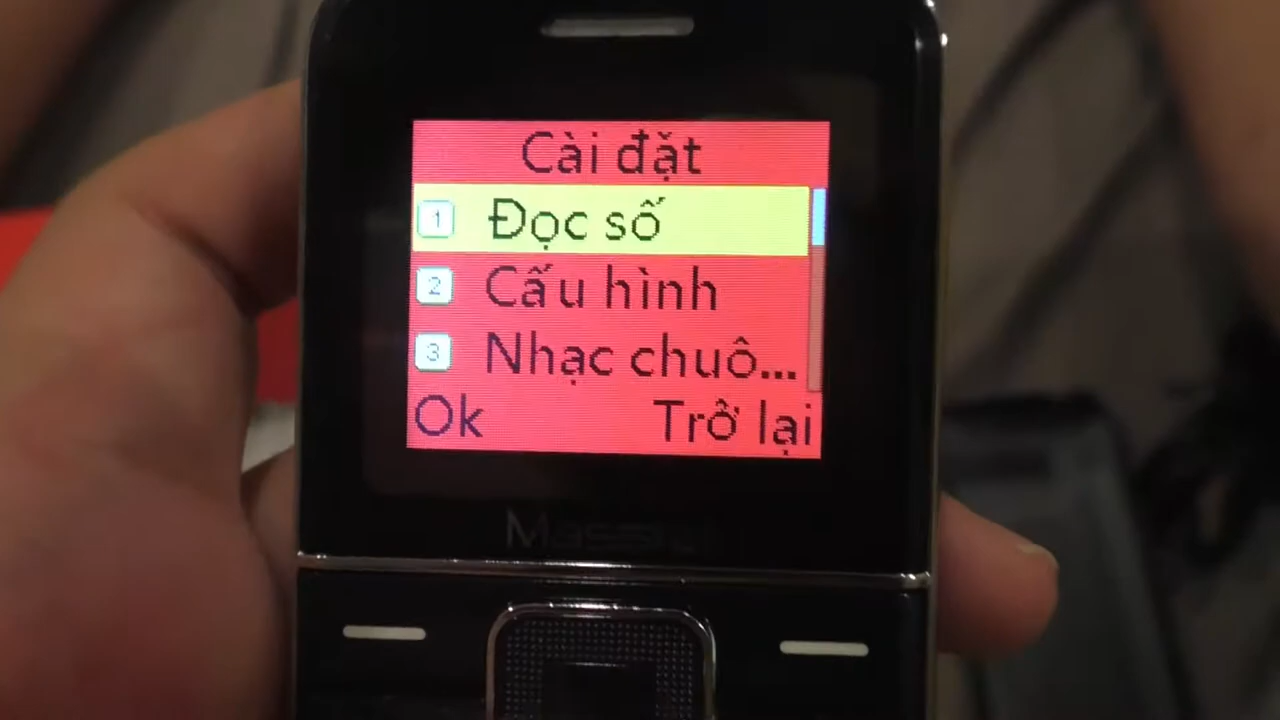 Cài đặt
1 Đọc số
2 Cấu hình
3 Nhạc chuô...
Ok Trở lại